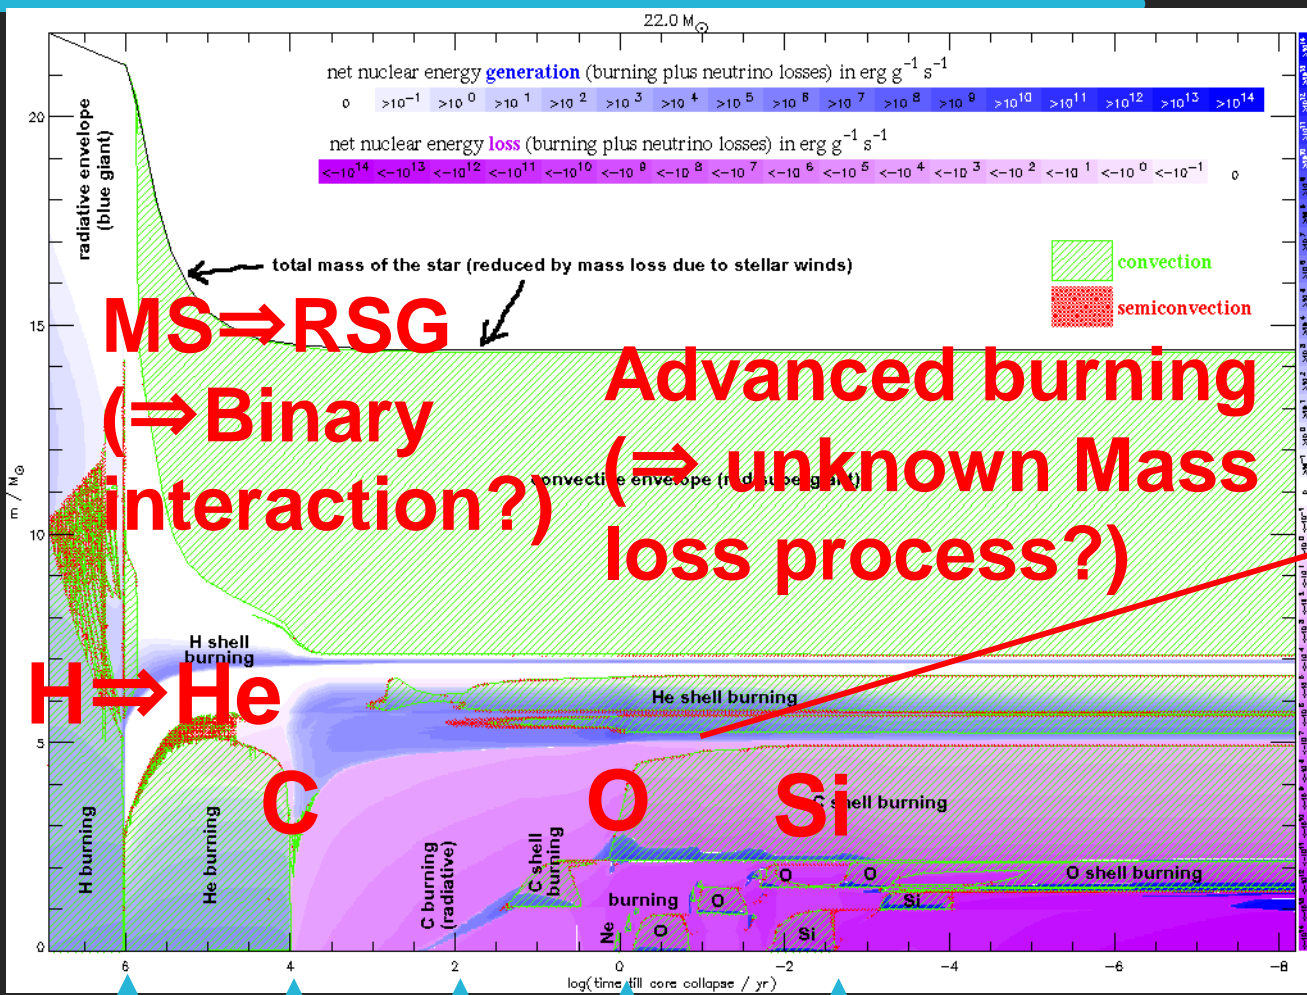 22.0 M⊙
net nuclear energy generation (burning plus neutrino losses) in erg g⁻¹ s⁻¹
0 >10⁻¹ >10⁰ >10¹ >10² >10³ >10⁴ >10⁵ >10⁶ >10⁷ >10⁸ >10⁹ >10¹⁰ >10¹¹ >10¹² >10¹³ >10¹⁴
net nuclear energy loss (burning plus neutrino losses) in erg g⁻¹ s⁻¹
<-10¹⁴ <-10¹³ <-10¹² <-10¹¹ <-10¹⁰ <-10⁹ <-10⁸ <-10⁷ <-10⁶ <-10⁵ <-10⁴ <-10³ <-10² <-10¹ <-10⁰ <-10⁻¹ 0
radiative envelope
(blue giant)
total mass of the star (reduced by mass loss due to stellar winds)
convection
semiconvection
MS⇒RSG
(⇒Binary
interaction?)
Advanced burning
(⇒ unknown Mass
loss process?)
convective envelope (red supergiant)
H shell
burning
H⇒He
He shell burning
C
O
Si
C shell burning
H burning
He burning
C burning
(radiative)
C shell
burning
Ne
burning
O
O
O
O
O shell burning
Si
Si
m / M⊙
20
15
10
5
0
6 4 2 0 -2 -4 -6 -8
log(time till core collapse / yr)